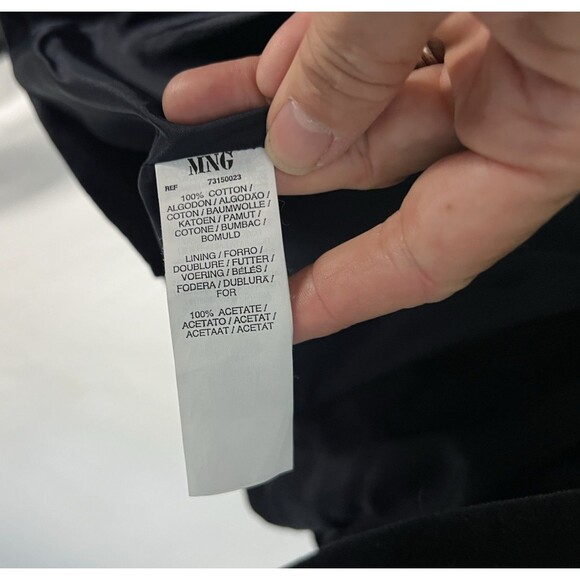 MNG
REF 73150023
100% COTTON /
ALGODON / ALGODÃO /
COTON / BAUMWOLLE /
KATOEN / PAMUT /
COTONE / BUMBAC /
BOMULD
LINING / FORRO /
DOUBLURE / FUTTER /
VOERING / BÉLÉS /
FODERA / DUBLURĂ /
FOR
100% ACETATE /
ACETATO / ACETAT /
ACETAAT / ACETAT